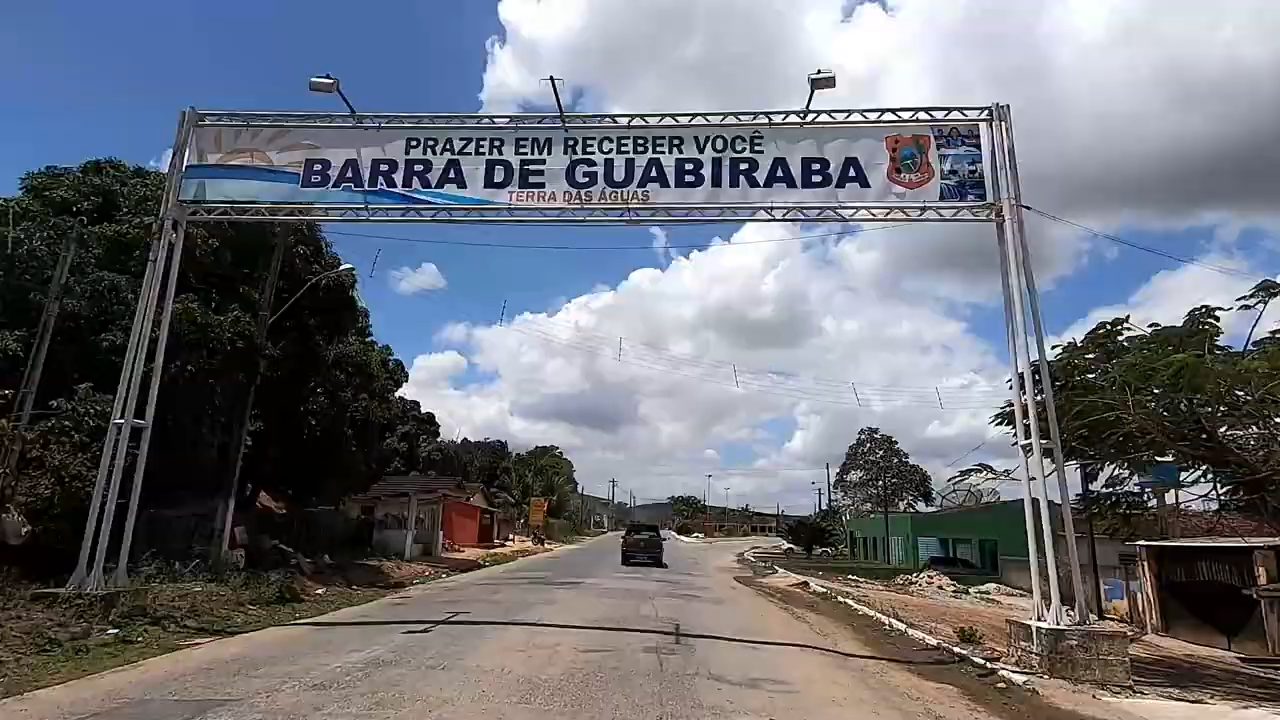 PRAZER EM RECEBER VOCÊ
BARRA DE GUABIRABA
TERRA DAS ÁGUAS